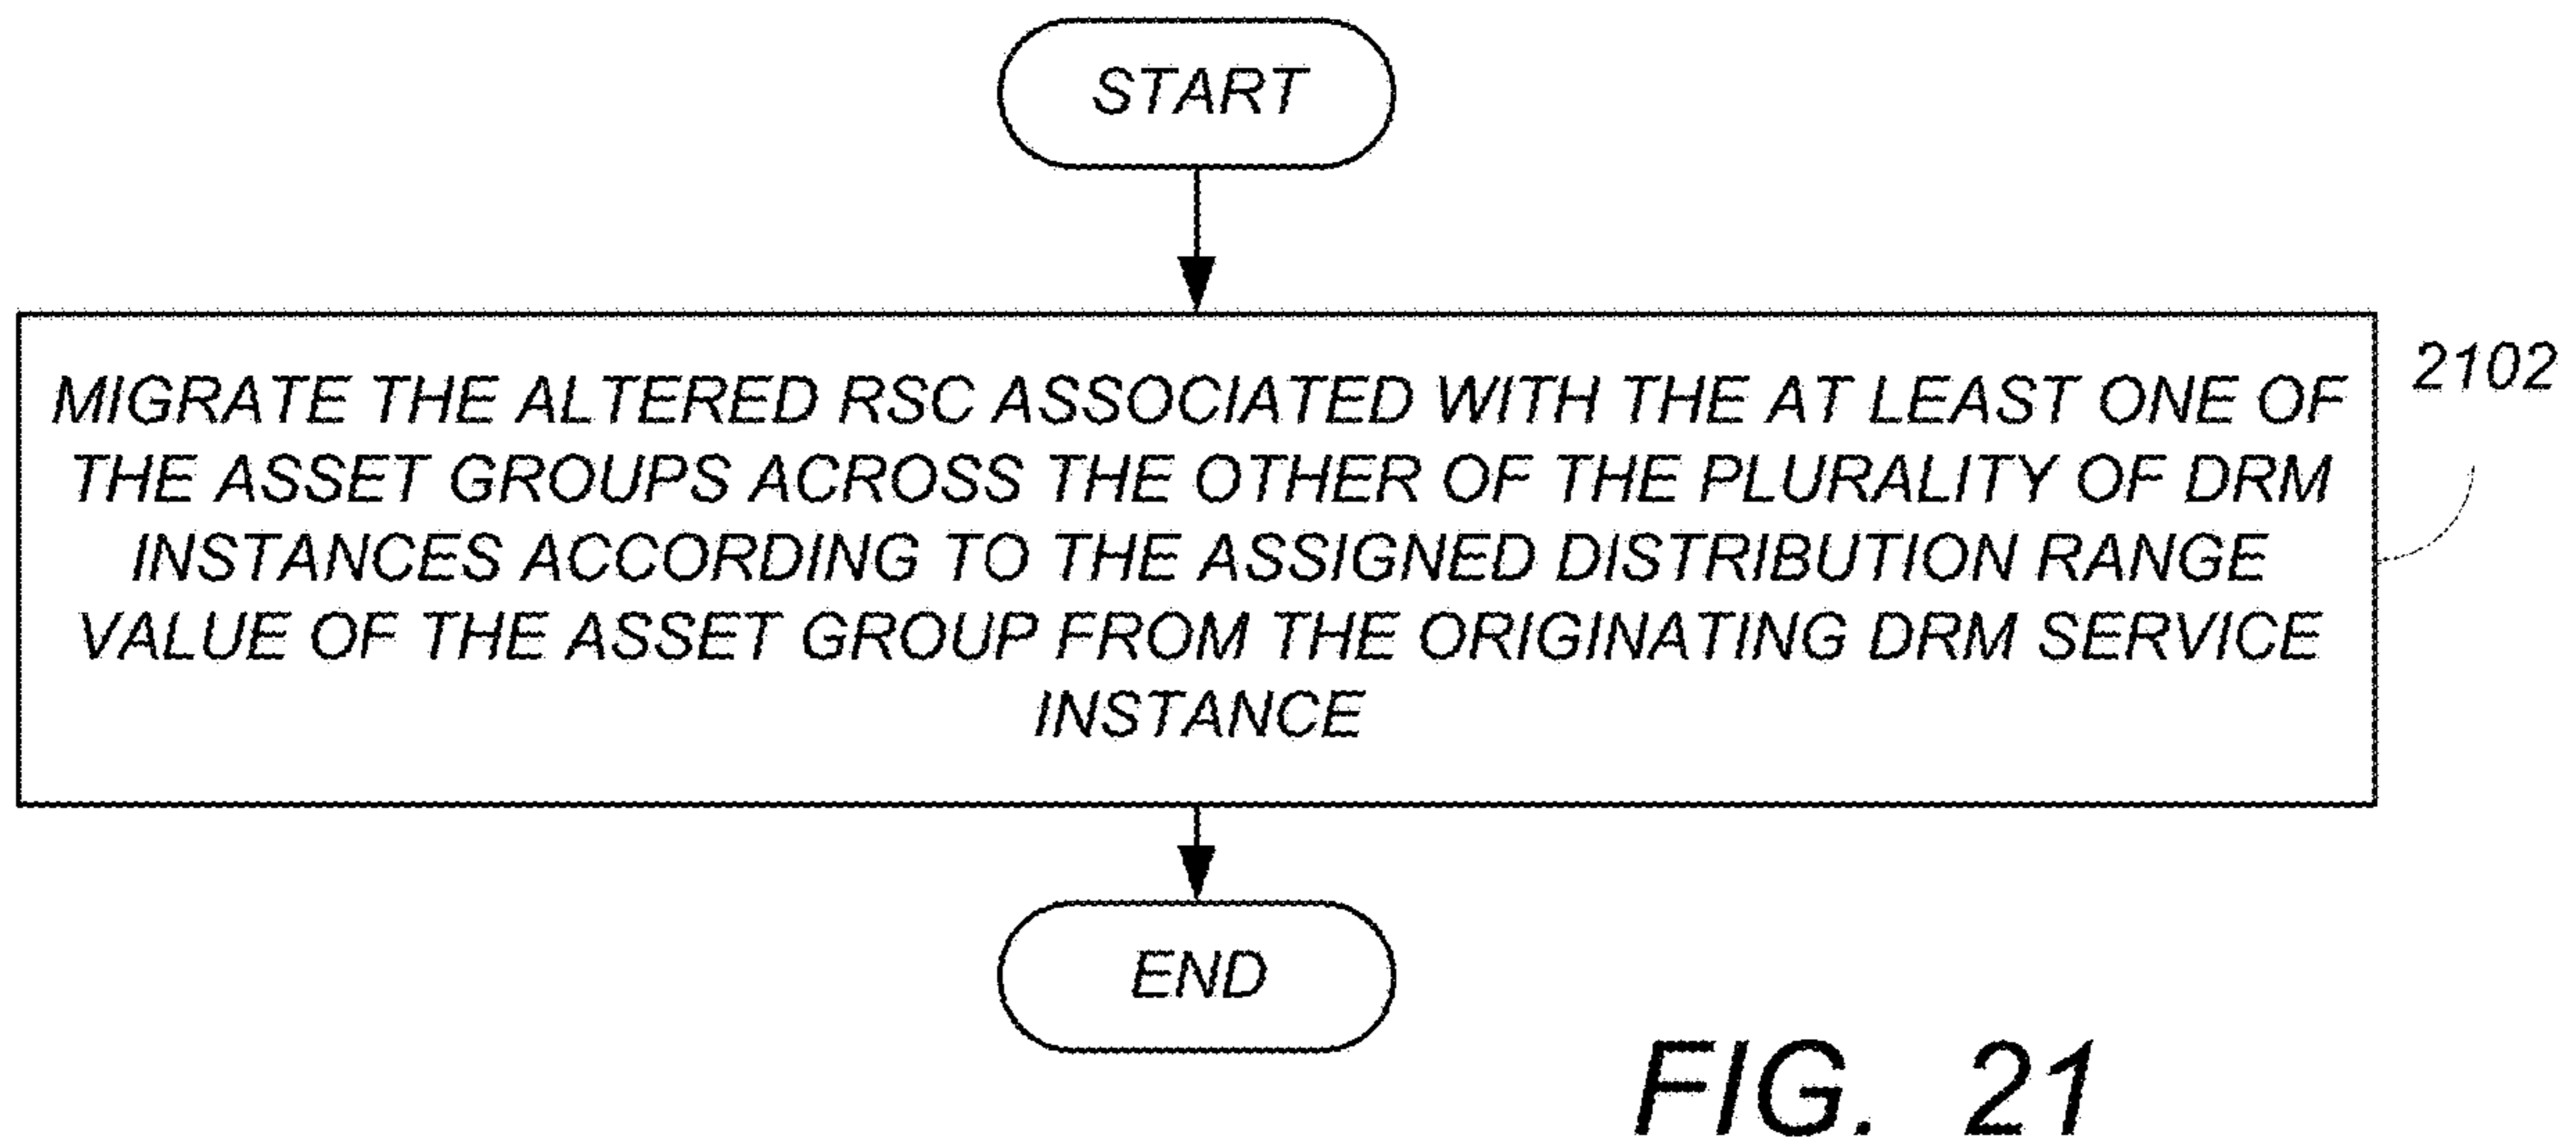 START
MIGRATE THE ALTERED RSC ASSOCIATED WITH THE AT LEAST ONE OF
THE ASSET GROUPS ACROSS THE OTHER OF THE PLURALITY OF DRM
INSTANCES ACCORDING TO THE ASSIGNED DISTRIBUTION RANGE
VALUE OF THE ASSET GROUP FROM THE ORIGINATING DRM SERVICE
INSTANCE
2102
END
FIG. 21